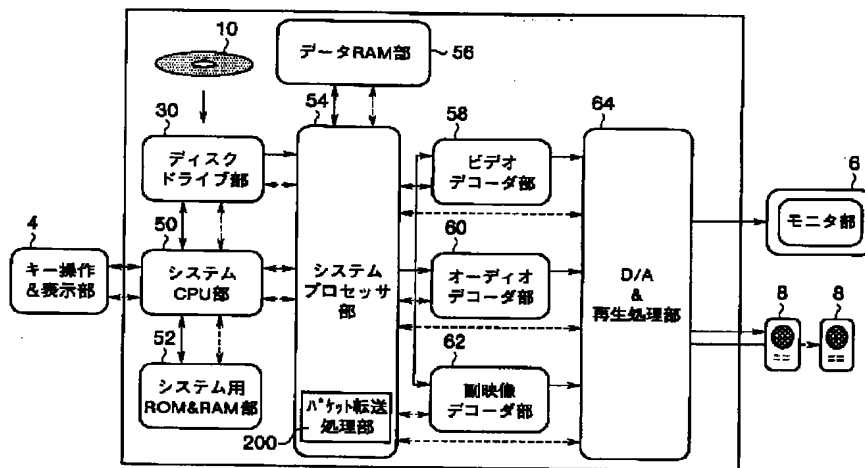 10
データRAM部
56
30
ディスク
ドライブ部
54
58
ビデオ
デコーダ部
64
6
モニタ部
4
キー操作
&表示部
50
システム
CPU部
システム
プロセッサ
部
60
オーディオ
デコーダ部
D/A
&
再生処理部
8
8
52
システム用
ROM&RAM部
62
副映像
デコーダ部
パケット転送
処理部
200